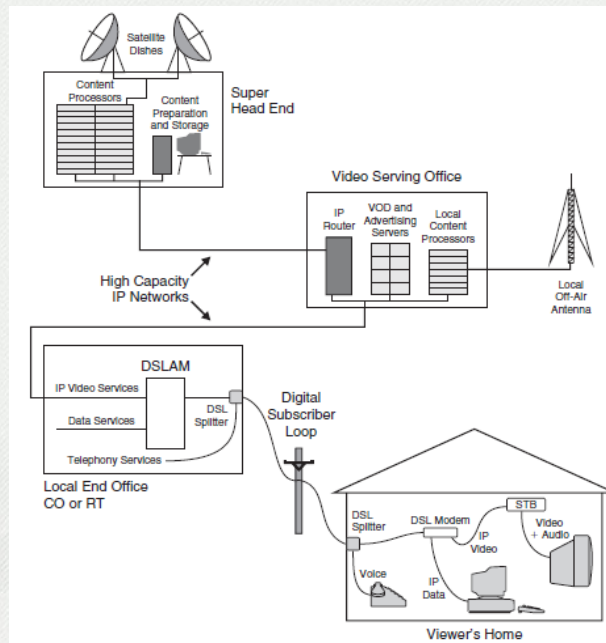 Satellite
Dishes
Content
Processors
Content
Preparation
and Storage
Super
Head End
Video Serving Office
IP
Router
VOD and
Advertising
Servers
Local
Content
Processors
High Capacity
IP Networks
Local
Off-Air
Antenna
DSLAM
IP Video Services
Data Services
Telephony Services
DSL
Splitter
Local End Office
CO or RT
Digital
Subscriber
Loop
DSL
Splitter
DSL Modem
STB
Video
+ Audio
IP
Video
Voice
IP
Data
Viewer's Home